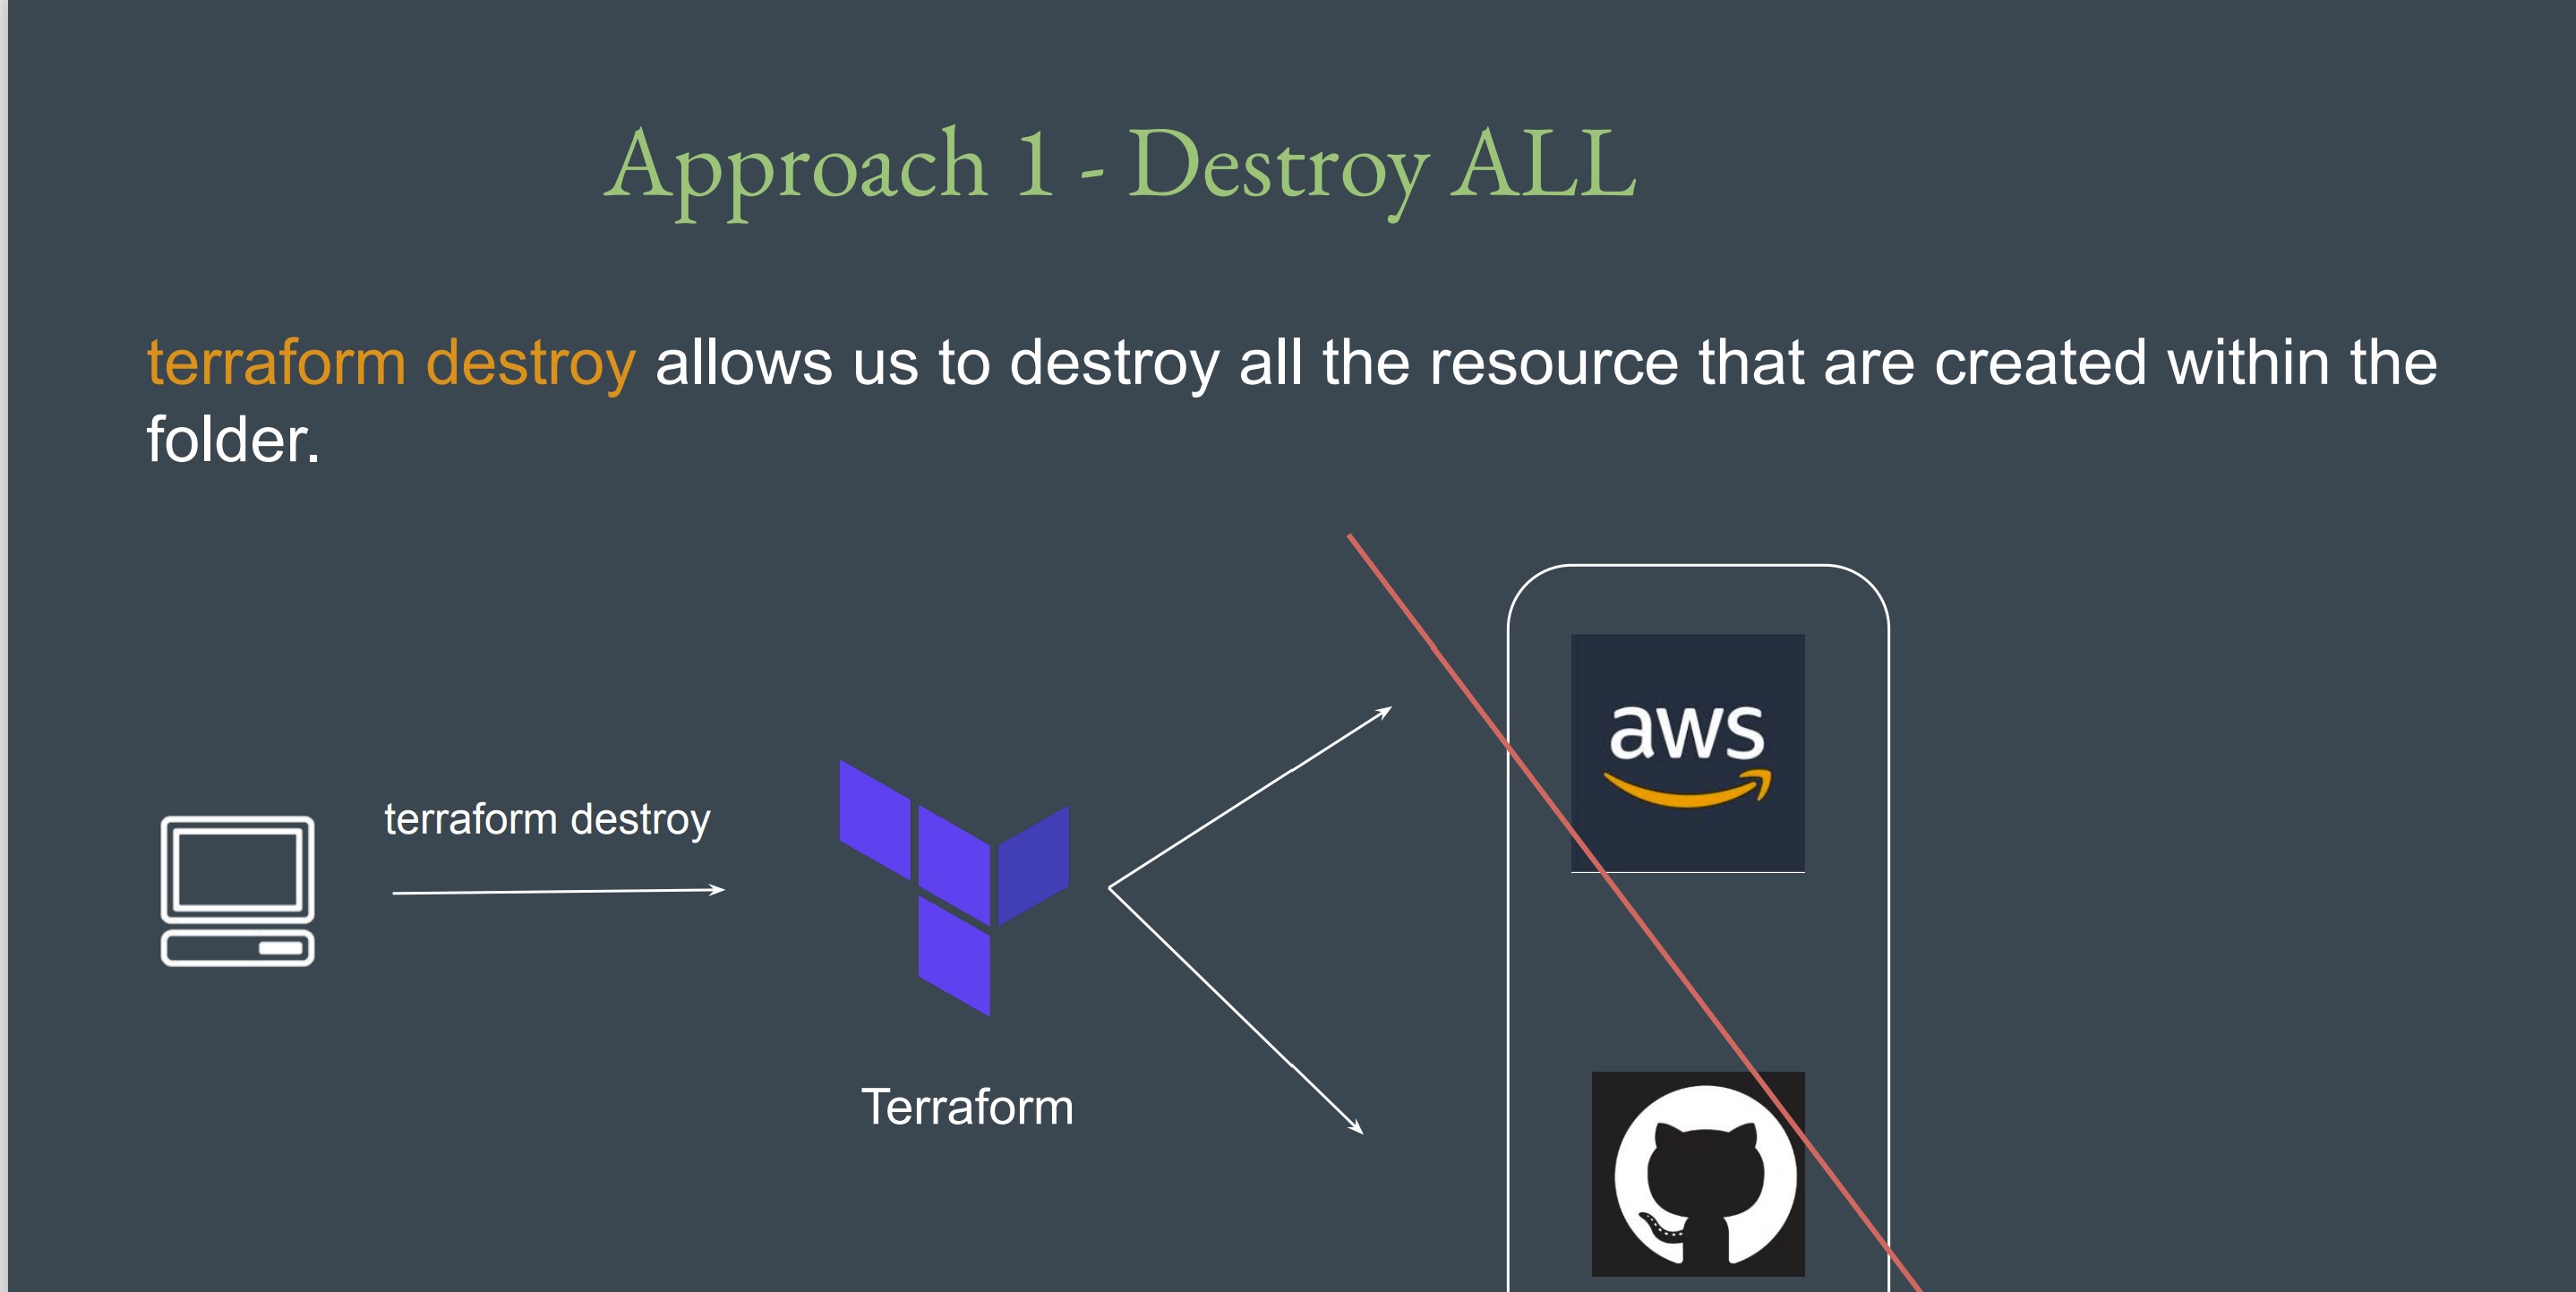 Approach 1 - Destroy ALL
terraform destroy allows us to destroy all the resource that are created within the
folder.
terraform destroy
aws
Terraform